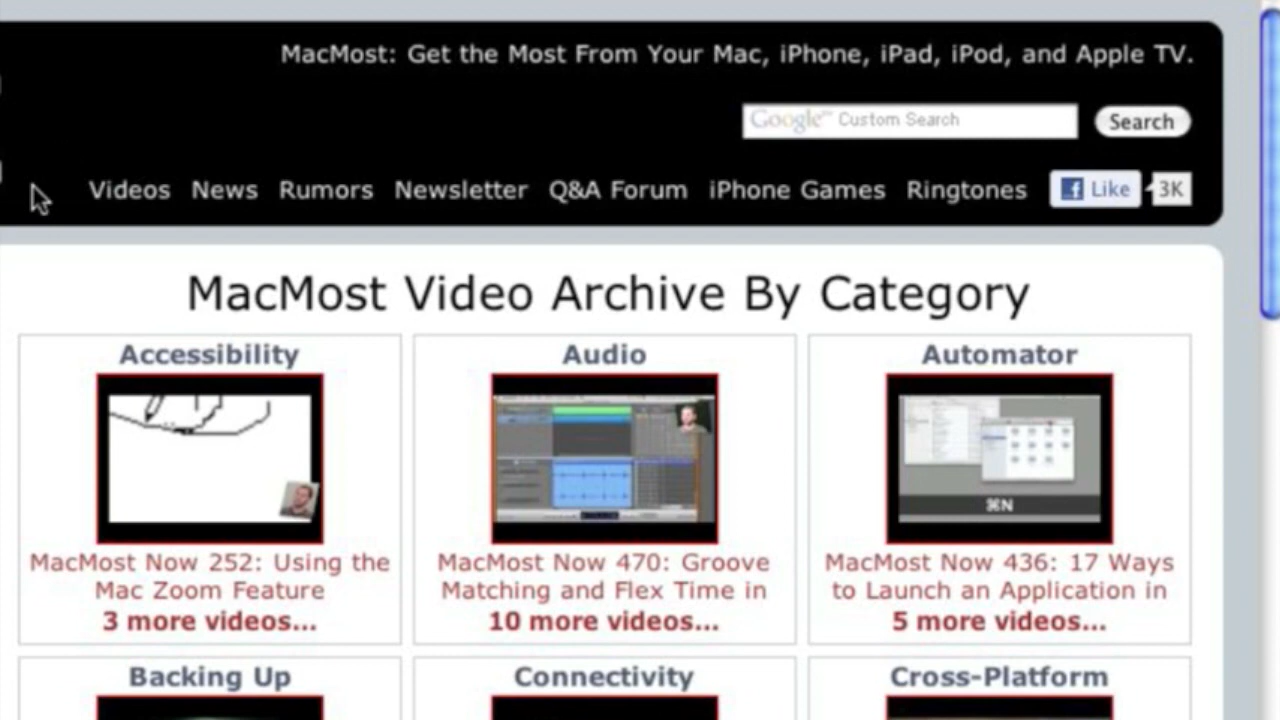 MacMost: Get the Most From Your Mac, iPhone, iPad, iPod, and Apple TV.
Google™ Custom Search
Search
Videos News Rumors Newsletter Q&A Forum iPhone Games Ringtones Like 3K
MacMost Video Archive By Category
Accessibility Audio Automator
⌘N
MacMost Now 252: Using the MacMost Now 470: Groove MacMost Now 436: 17 Ways
Mac Zoom Feature Matching and Flex Time in to Launch an Application in
3 more videos... 10 more videos... 5 more videos...
Backing Up Connectivity Cross-Platform